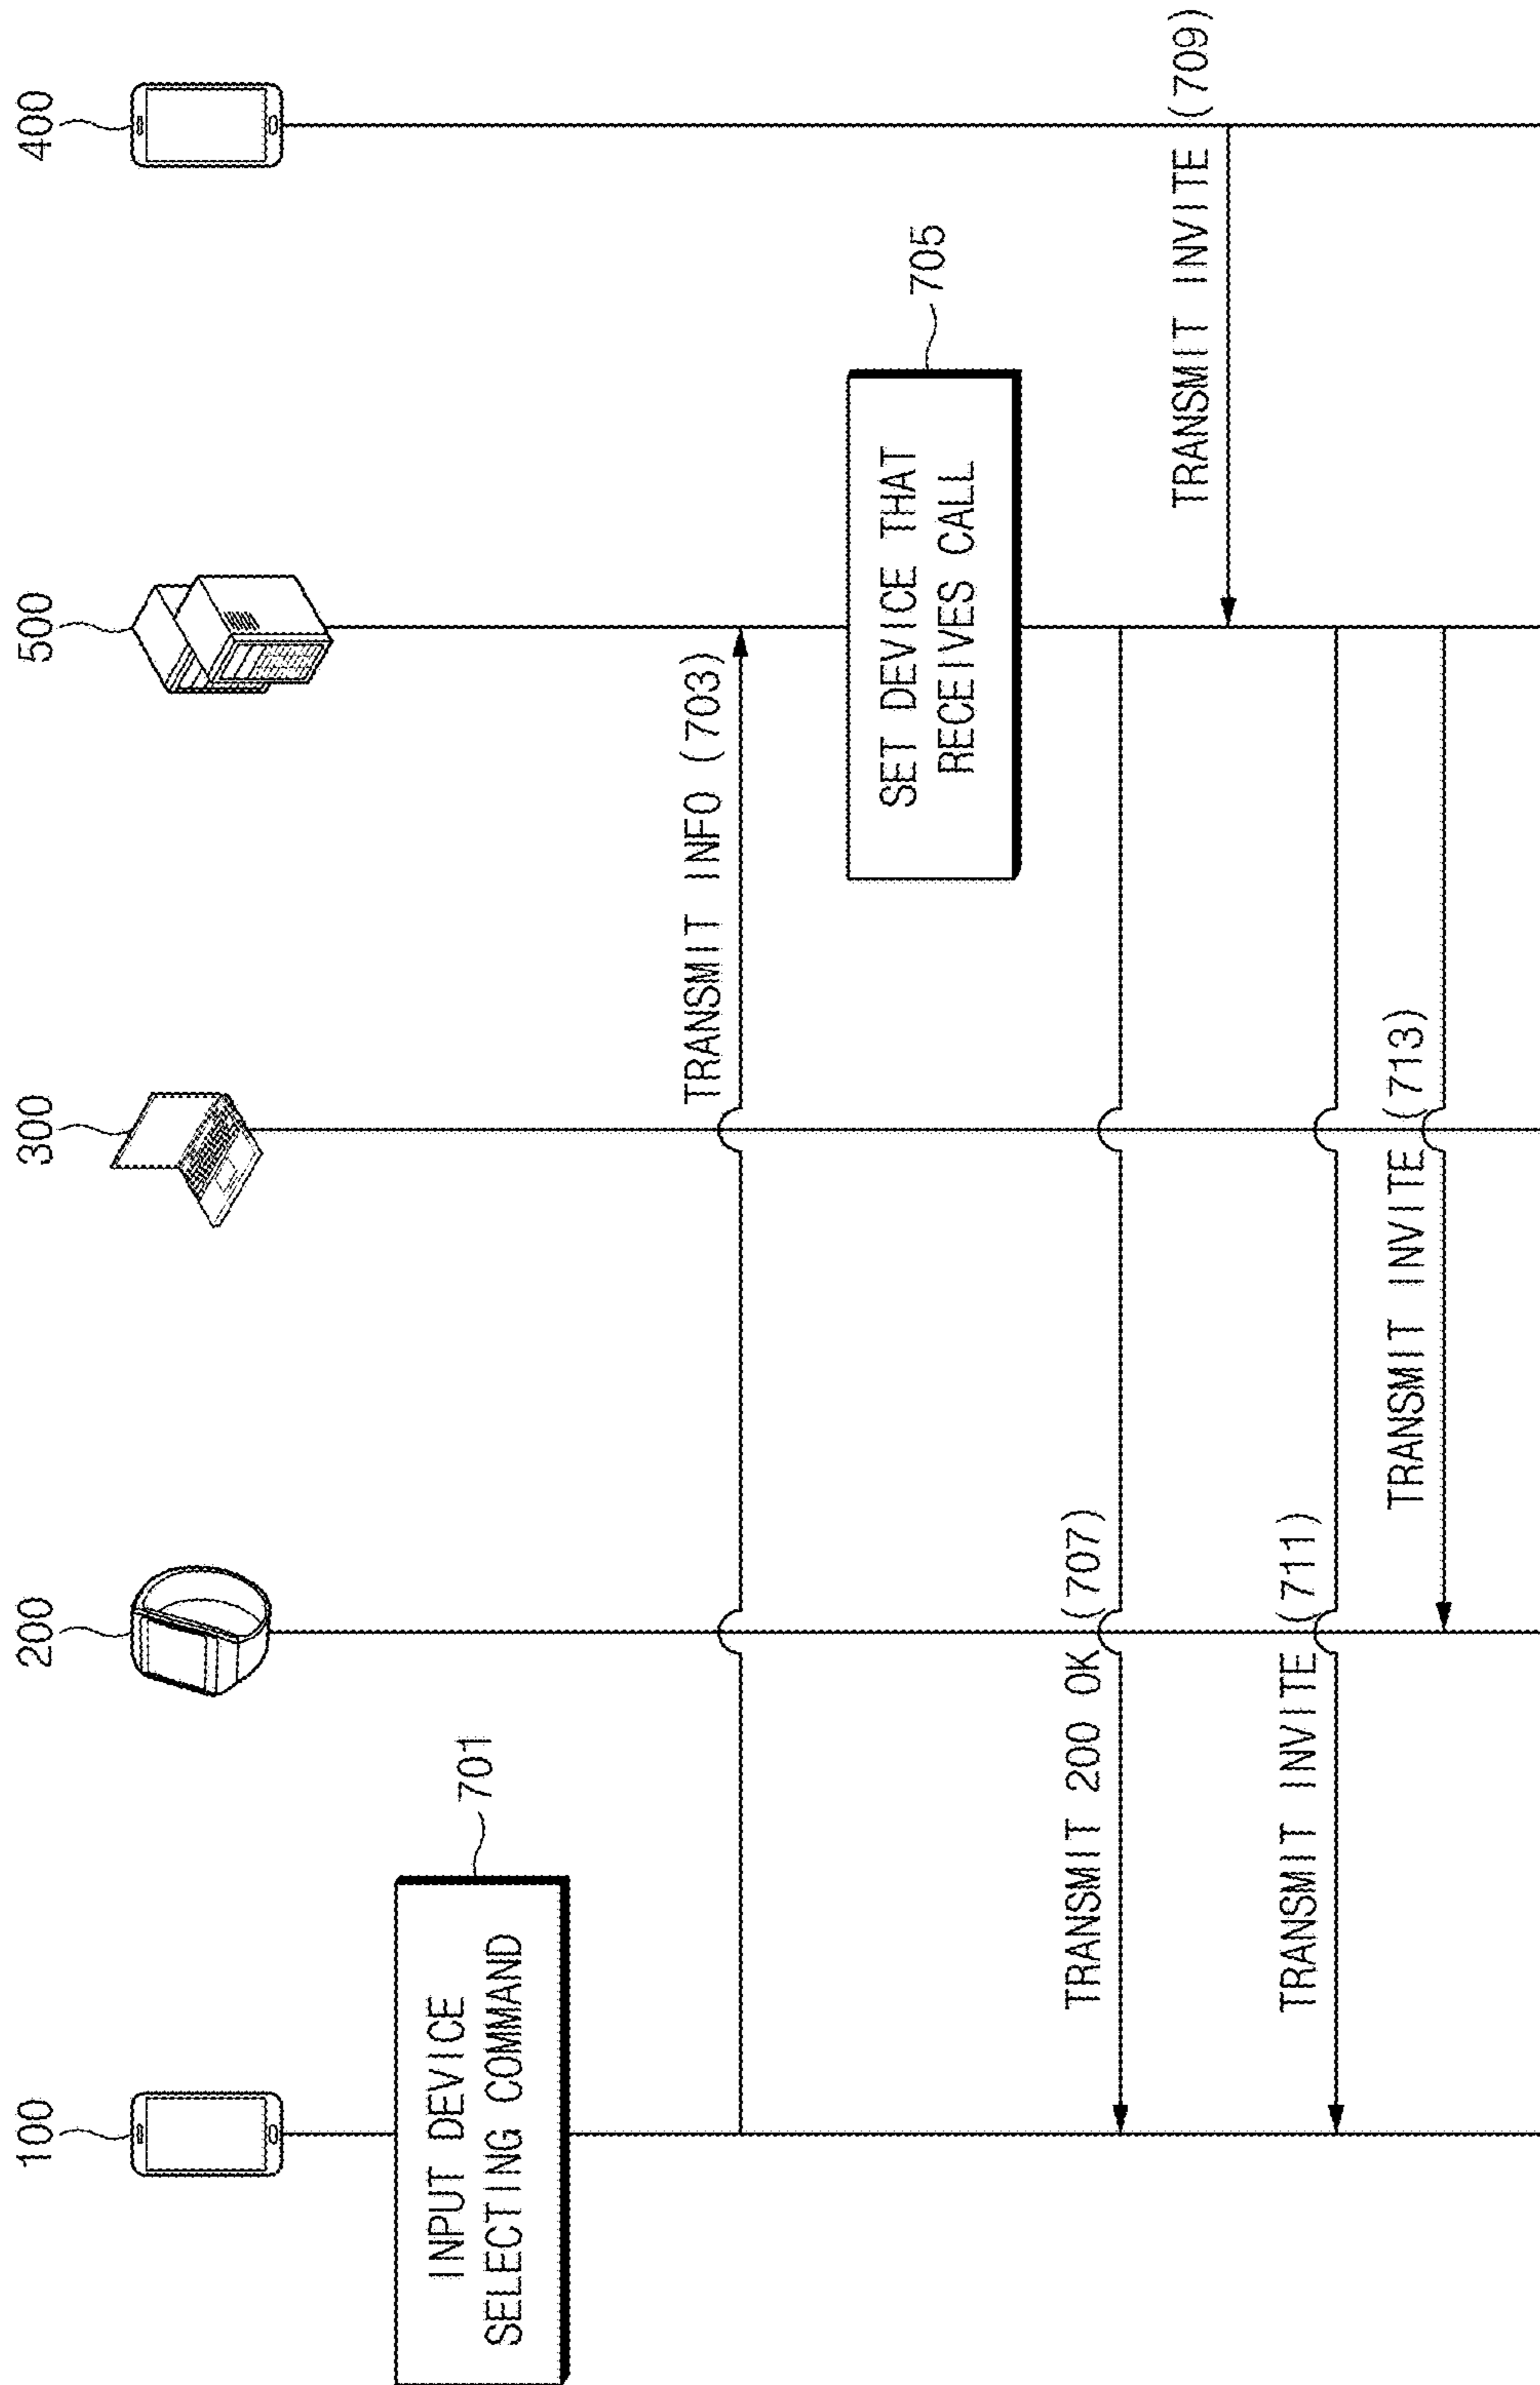 100
200
300
500
400
INPUT DEVICE
SELECTING COMMAND
701
TRANSMIT INFO (703)
SET DEVICE THAT
RECEIVES CALL
705
TRANSMIT 200 OK (707)
TRANSMIT INVITE (709)
TRANSMIT INVITE (711)
TRANSMIT INVITE (713)